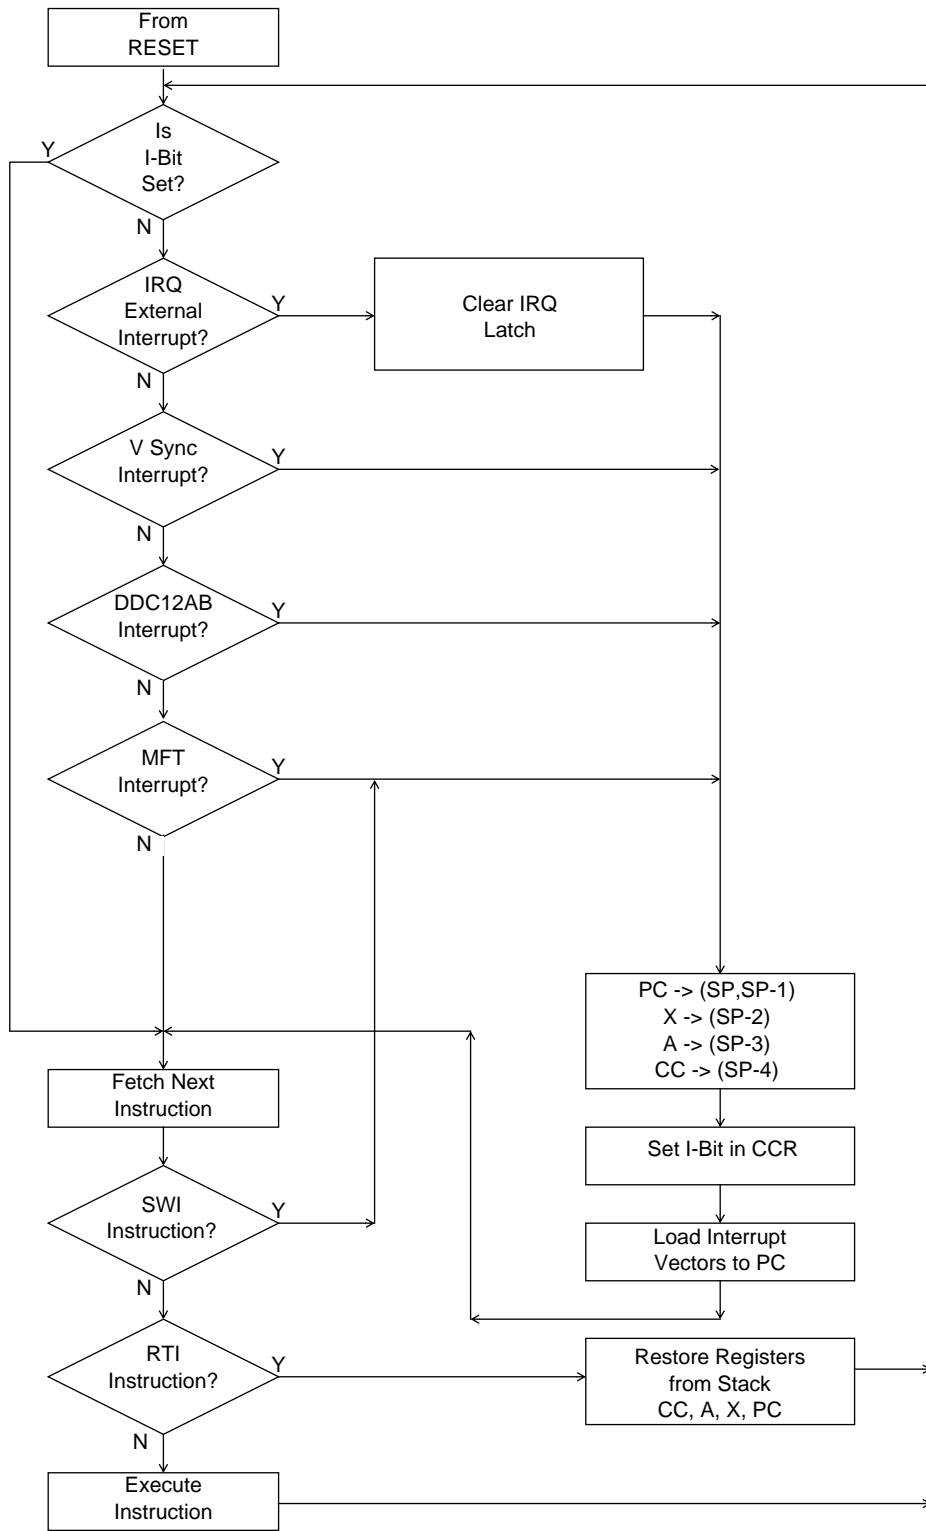 From
RESET
Is
I-Bit
Set?
Y
N
IRQ
External
Interrupt?
Y
N
Clear IRQ
Latch
V Sync
Interrupt?
Y
N
DDC12AB
Interrupt?
Y
N
MFT
Interrupt?
Y
N
PC -> (SP,SP-1)
X -> (SP-2)
A -> (SP-3)
CC -> (SP-4)
Fetch Next
Instruction
Set I-Bit in CCR
SWI
Instruction?
Y
N
Load Interrupt
Vectors to PC
RTI
Instruction?
Y
N
Restore Registers
from Stack
CC, A, X, PC
Execute
Instruction